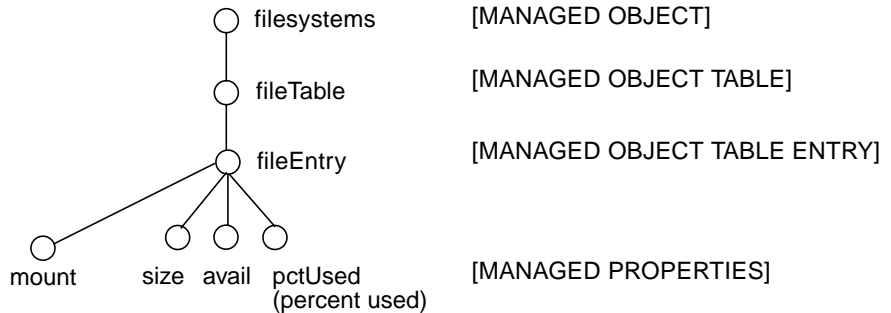 filesystems [MANAGED OBJECT]
fileTable [MANAGED OBJECT TABLE]
fileEntry [MANAGED OBJECT TABLE ENTRY]
mount size avail pctUsed [MANAGED PROPERTIES]
(percent used)